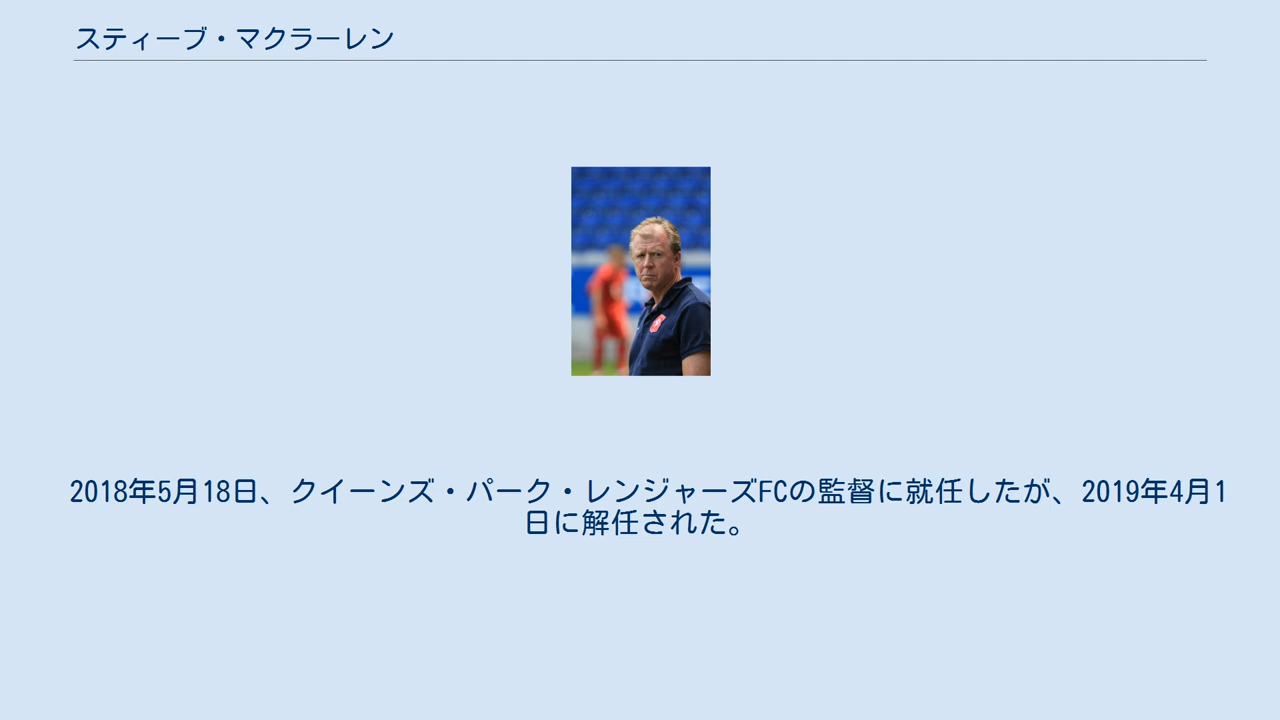 スティーブ・マクラーレン
2018年5月18日、クイーンズ・パーク・レンジャーズFCの監督に就任したが、2019年4月1
日に解任された。